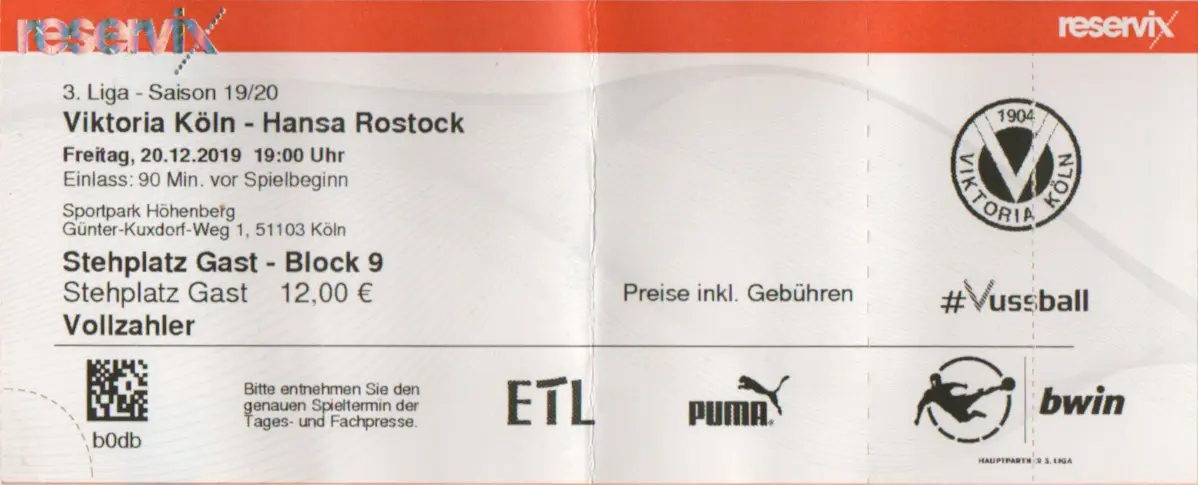 reservix
reservix
3. Liga - Saison 19/20
Viktoria Köln - Hansa Rostock
Freitag, 20.12.2019 19:00 Uhr
Einlass: 90 Min. vor Spielbeginn
Sportpark Höhenberg
Günter-Kuxdorf-Weg 1, 51103 Köln
Stehplatz Gast - Block 9
Stehplatz Gast 12,00 €
Vollzahler
Preise inkl. Gebühren
1904
VIKTORIA KÖLN
#Vussball
b0db
Bitte entnehmen Sie den
genauen Spieltermin der
Tages- und Fachpresse.
ETL
PUMA
bwin
HAUPTPARTNER 3. LIGA